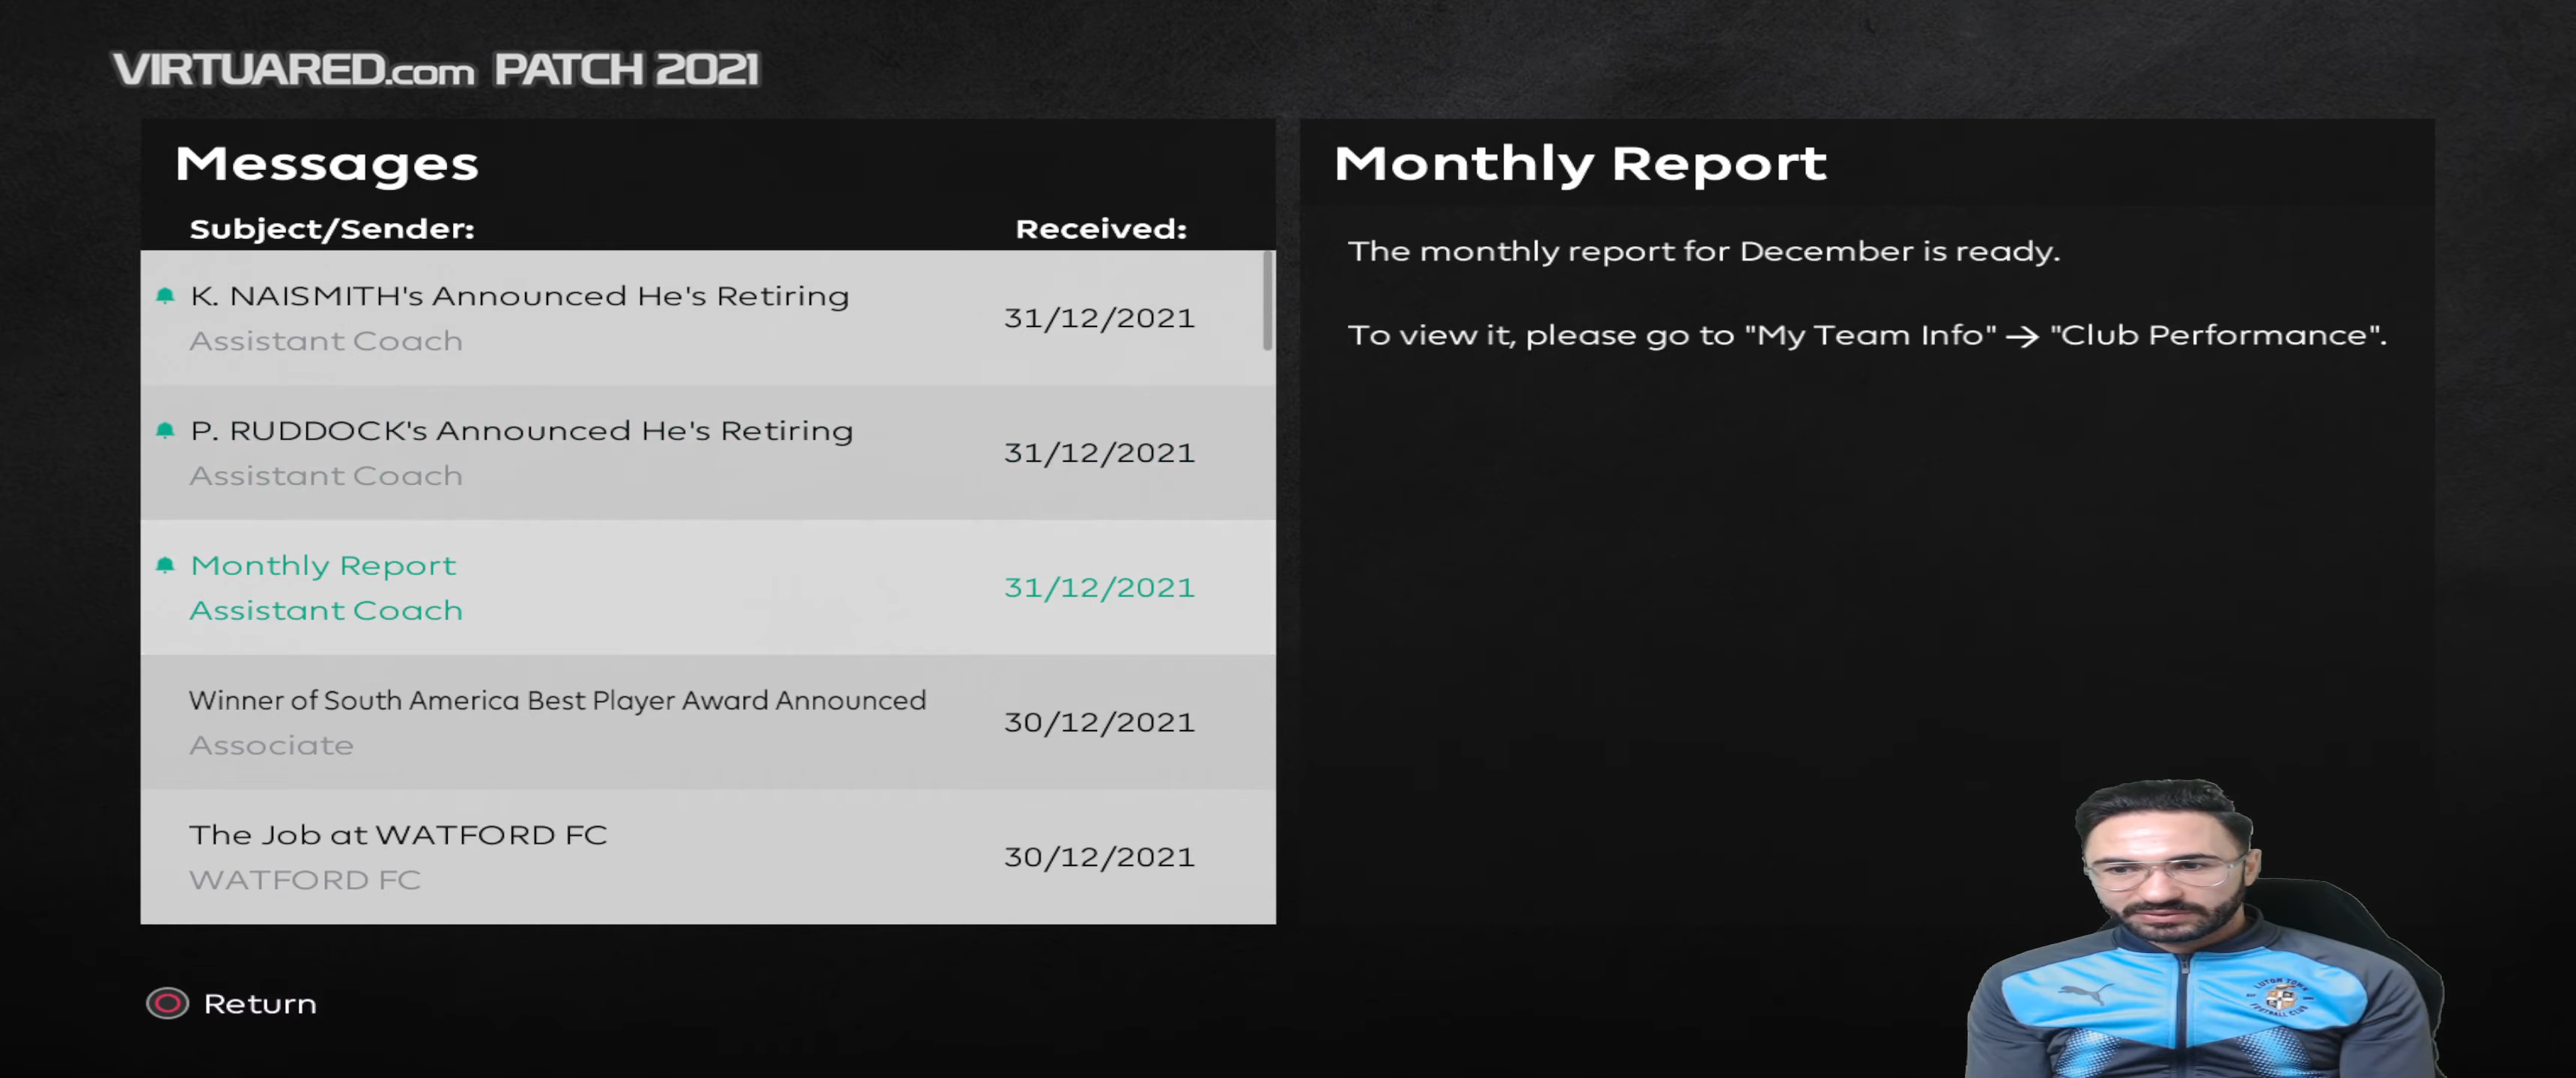 VIRTUARED.com PATCH 2021
Messages
Subject/Sender:
Received:
K. NAISMITH's Announced He's Retiring
Assistant Coach
31/12/2021
P. RUDDOCK's Announced He's Retiring
Assistant Coach
31/12/2021
Monthly Report
Assistant Coach
31/12/2021
Winner of South America Best Player Award Announced
Associate
30/12/2021
The Job at WATFORD FC
WATFORD FC
30/12/2021
Return
Monthly Report
The monthly report for December is ready.
To view it, please go to "My Team Info" → "Club Performance".
LUTON TOWN
FOOTBALL CLUB